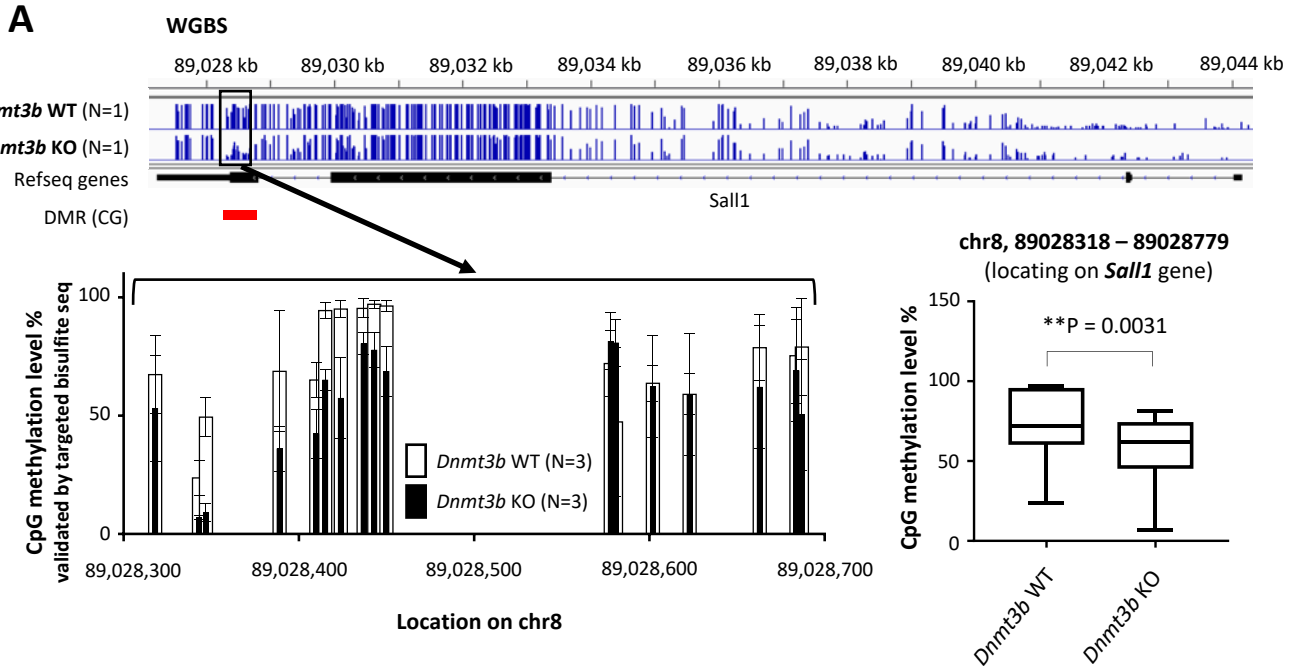 A
WGBS
89,028 kb 89,030 kb 89,032 kb 89,034 kb 89,036 kb 89,038 kb 89,040 kb 89,042 kb 89,044 kb
mt3b WT (N=1)
mt3b KO (N=1)
Refseq genes
Sall1
DMR (CG)
chr8, 89028318 – 89028779
(locating on Sall1 gene)
CpG methylation level %
validated by targeted bisulfite seq
100
50
0
Dnmt3b WT (N=3)
Dnmt3b KO (N=3)
89,028,300 89,028,400 89,028,500 89,028,600 89,028,700
Location on chr8
CpG methylation level %
150
100
50
0
**P = 0.0031
Dnmt3b WT
Dnmt3b KO